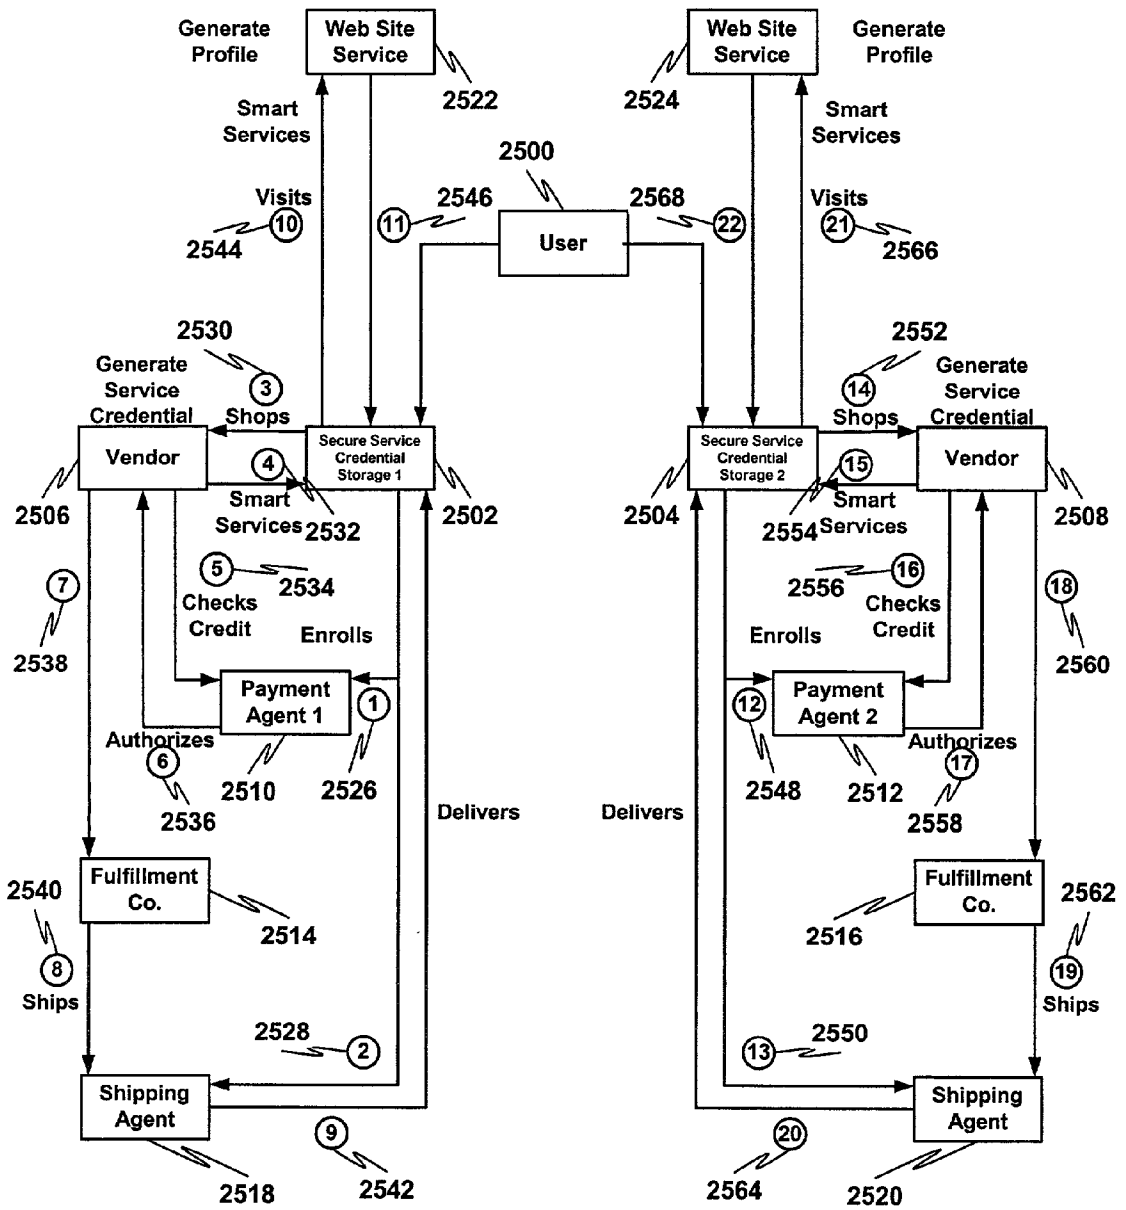 Generate
Profile
Web Site
Service
2522
Web Site
Service
2524
Generate
Profile
Smart
Services
Smart
Services
2500
User
Visits
10
2544
11
2546
2568
22
Visits
21
2566
2530
3
Shops
Generate
Service
Credential
Vendor
2506
4
Smart
Services
2532
Secure Service
Credential
Storage 1
2502
Secure Service
Credential
Storage 2
2504
2552
14
Shops
15
Smart
Services
2554
Generate
Service
Credential
Vendor
2508
7
2538
5
2534
Checks
Credit
Enrolls
Payment
Agent 1
2510
1
2526
Authorizes
6
2536
Delivers
2556
16
Checks
Credit
Enrolls
18
2560
12
2548
Payment
Agent 2
2512
Authorizes
17
2558
Delivers
Fulfillment
Co.
2514
2540
8
Ships
Fulfillment
Co.
2516
2562
19
Ships
2528
2
Shipping
Agent
2518
9
2542
13
2550
Shipping
Agent
2520
20
2564